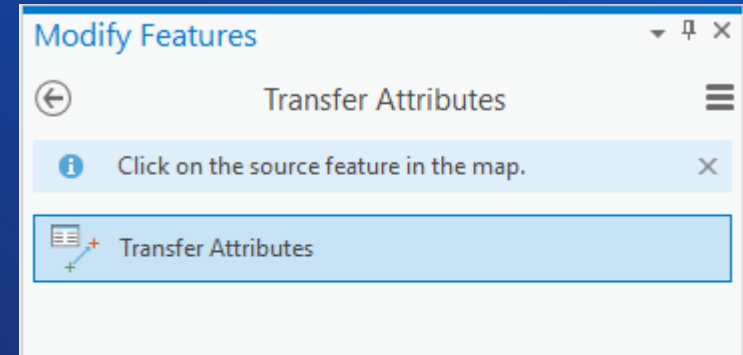 Modify Features
Transfer Attributes
Click on the source feature in the map.
Transfer Attributes